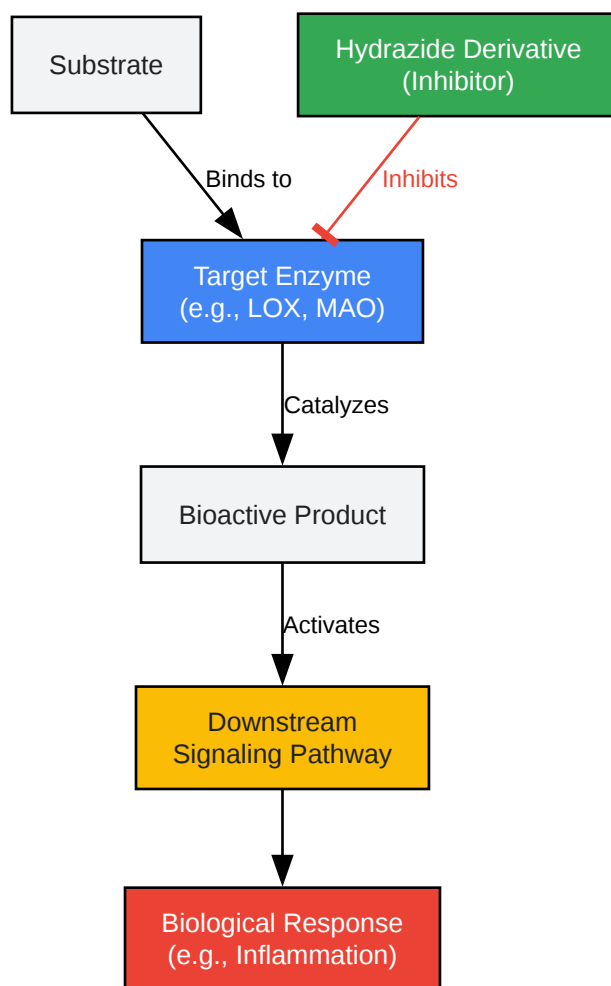 Substrate
Hydrazide Derivative
(Inhibitor)
Binds to
Inhibits
Target Enzyme
(e.g., LOX, MAO)
Catalyzes
Bioactive Product
Activates
Downstream
Signaling Pathway
Biological Response
(e.g., Inflammation)